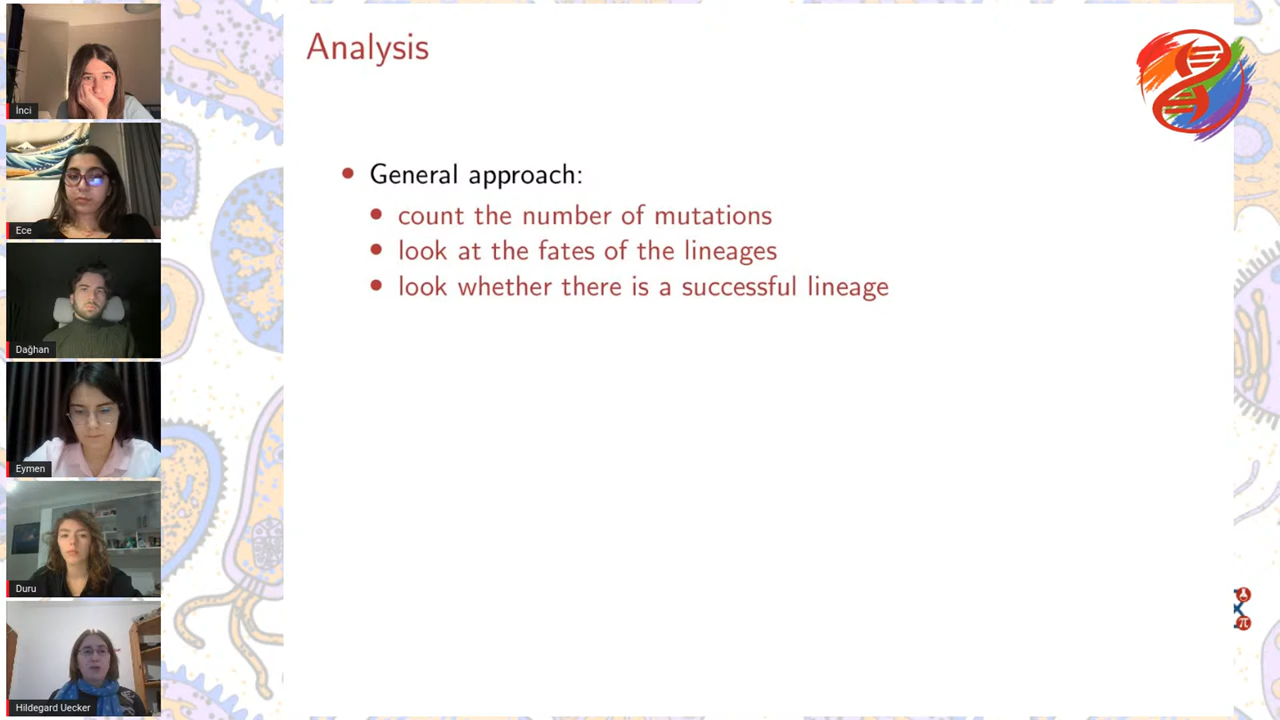 Analysis
General approach:
count the number of mutations
look at the fates of the lineages
look whether there is a successful lineage
İnci
Ece
Dağhan
Eymen
Duru
Hildegard Uecker
π